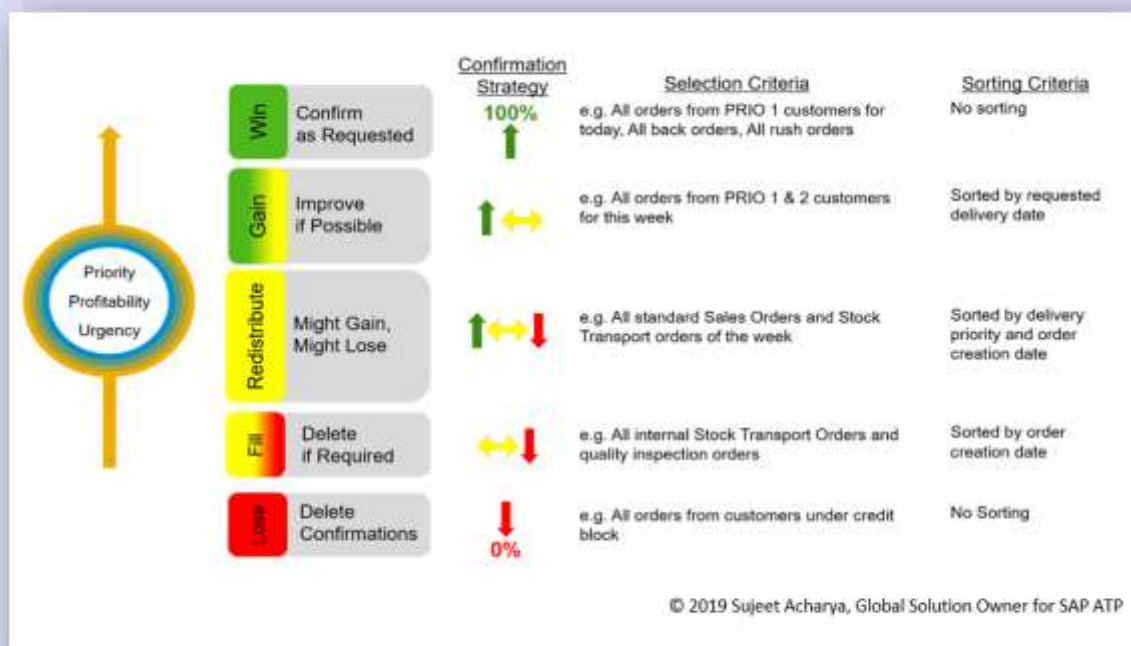 Confirmation
Strategy
Selection Criteria
Sorting Criteria
Win
Confirm
as Requested
100%
e.g. All orders from PRIO 1 customers for
today, All back orders, All rush orders
No sorting
Gain
Improve
if Possible
e.g. All orders from PRIO 1 & 2 customers
for this week
Sorted by requested
delivery date
Priority
Profitability
Urgency
Redistribute
Might Gain,
Might Lose
e.g. All standard Sales Orders and Stock
Transport orders of the week
Sorted by delivery
priority and order
creation date
Fill
Delete
if Required
e.g. All internal Stock Transport Orders and
quality inspection orders
Sorted by order
creation date
Lose
Delete
Confirmations
0%
e.g. All orders from customers under credit
block
No Sorting
© 2019 Sujeet Acharya, Global Solution Owner for SAP ATP